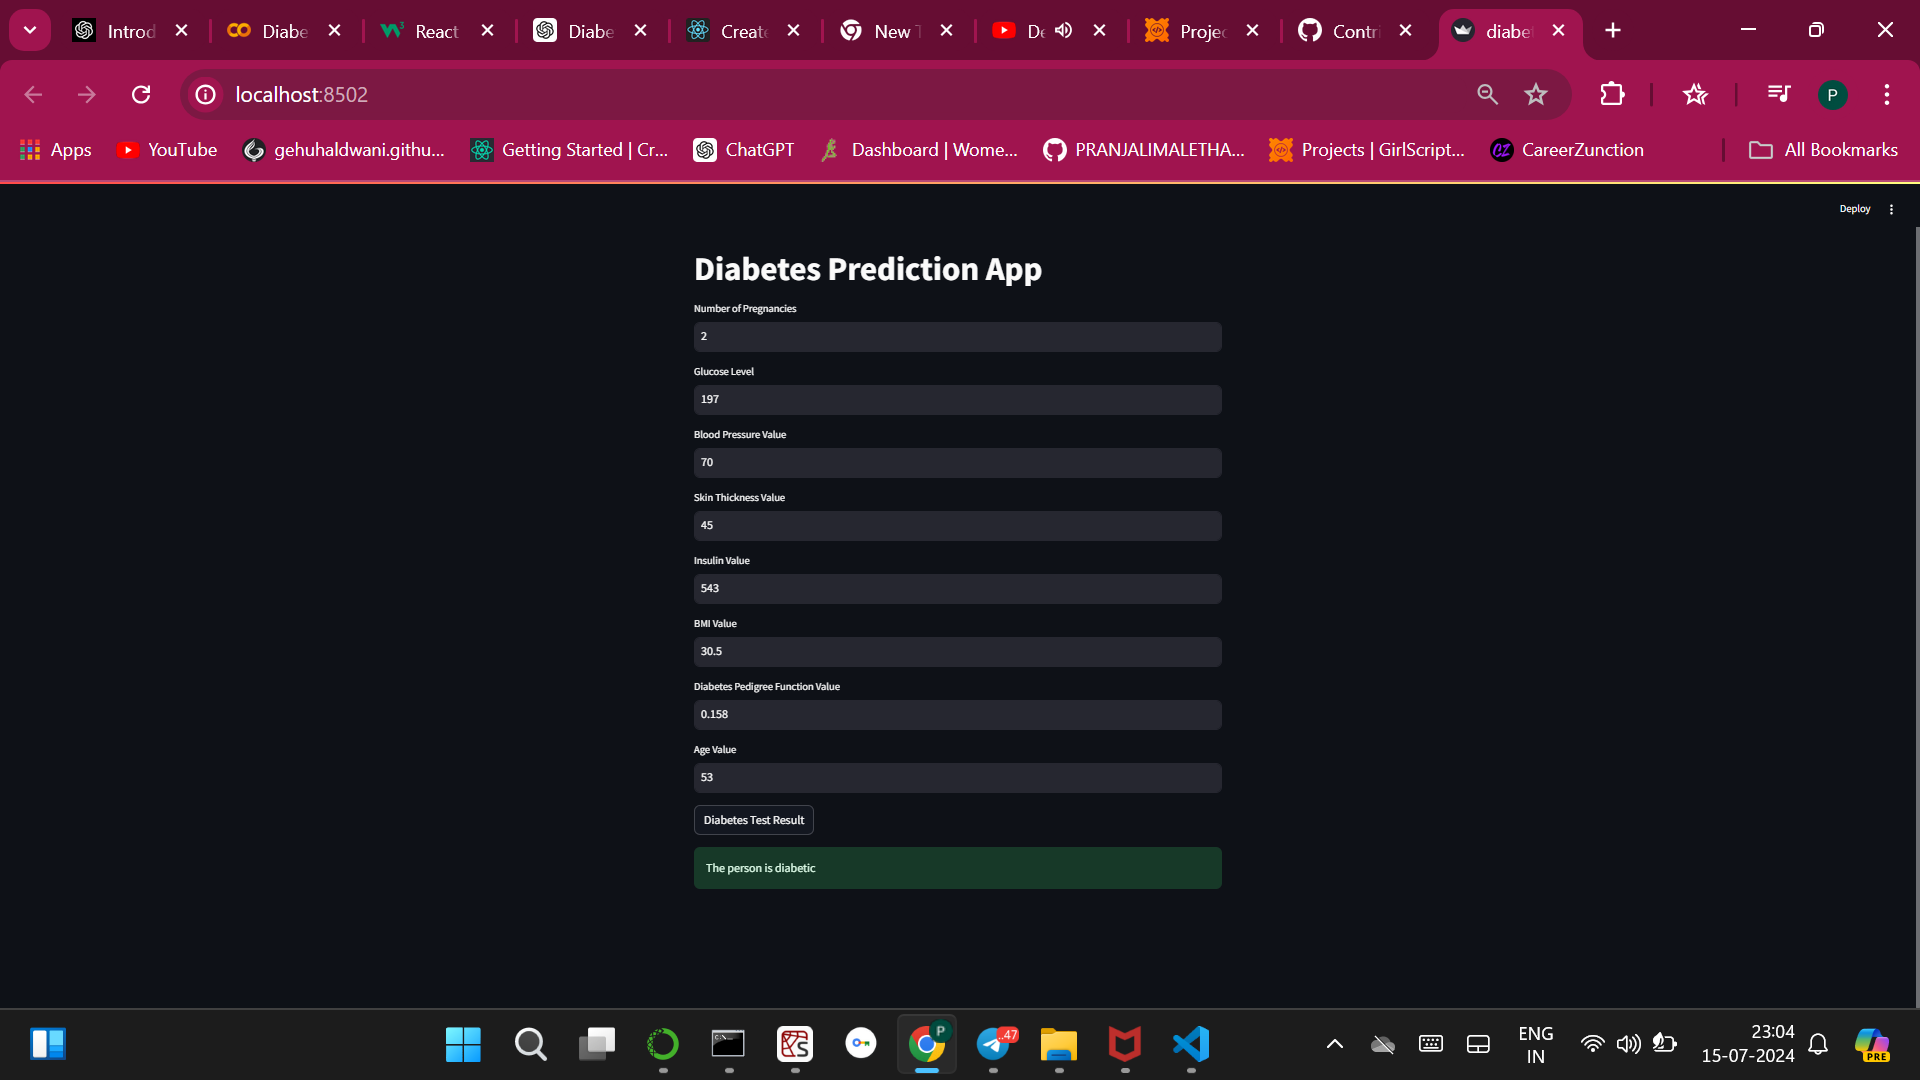 Introd
Diabe
React
Diabe
Create
New T
De
Projec
Contri
diabet
localhost:8502
P
Apps
YouTube
gehuhaldwani.githu...
Getting Started | Cr...
ChatGPT
Dashboard | Wome...
PRANJALIMALETHA...
Projects | GirlScript...
CZ
CareerZunction
All Bookmarks
Deploy
Diabetes Prediction App
Number of Pregnancies
2
Glucose Level
197
Blood Pressure Value
70
Skin Thickness Value
45
Insulin Value
543
BMI Value
30.5
Diabetes Pedigree Function Value
0.158
Age Value
53
Diabetes Test Result
The person is diabetic
P
..47
ENG
IN
23:04
15-07-2024
PRE